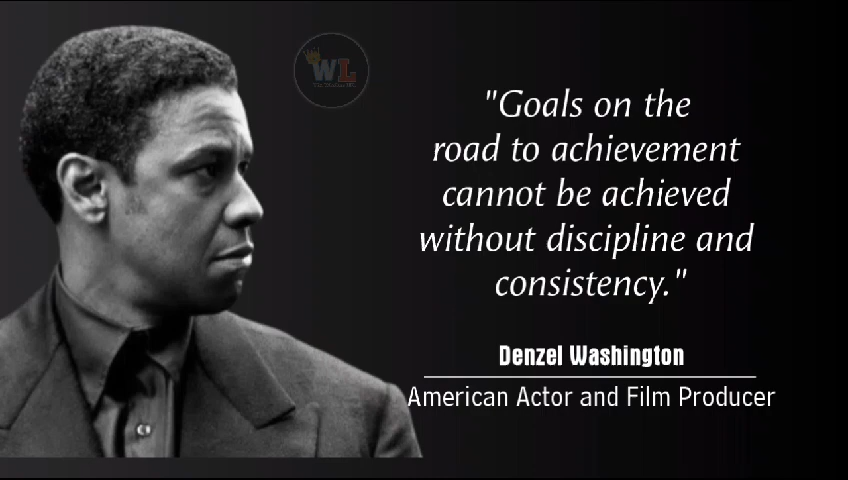 WL
"Goals on the
road to achievement
cannot be achieved
without discipline and
consistency."
Denzel Washington
American Actor and Film Producer